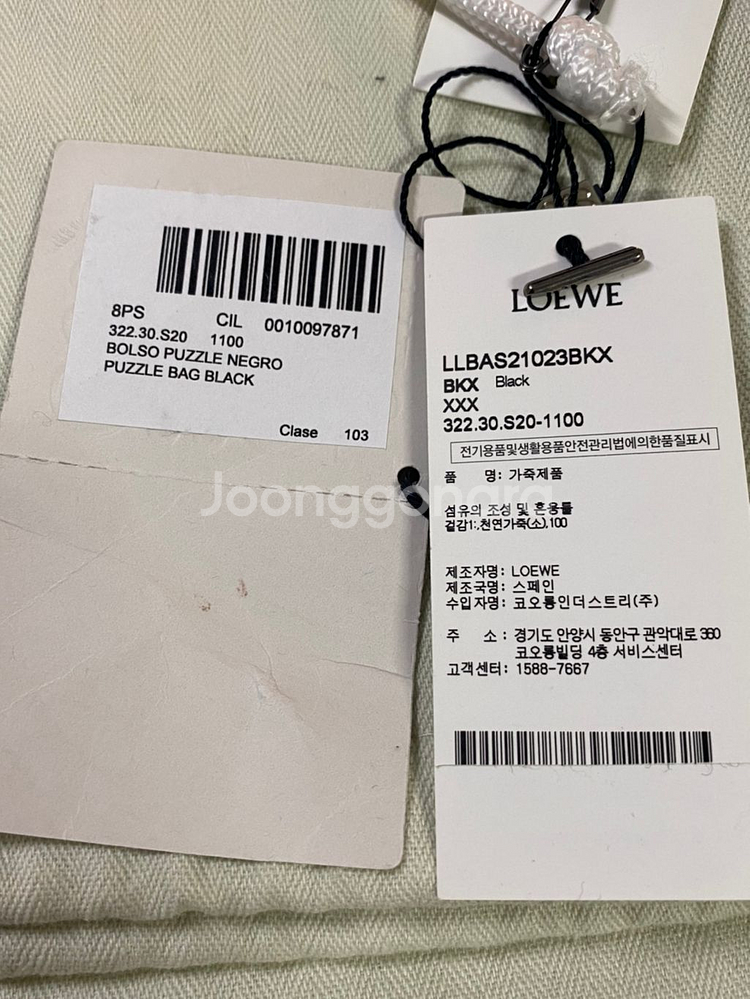 8PS CIL 0010097871
322.30.S20 1100
BOLSO PUZZLE NEGRO
PUZZLE BAG BLACK
Clase 103
LOEWE
LLBAS21023BKX
BKX Black
XXX
322.30.S20-1100
전기용품및생활용품안전관리법에의한품질표시
품 명: 가죽제품
섬유의 조성 및 혼용률
겉감1:,천연가죽(소),100
제조자명: LOEWE
제조국명: 스페인
수입자명: 코오롱인더스트리(주)
주 소: 경기도 안양시 동안구 관악대로 360
코오롱빌딩 4층 서비스센터
고객센터: 1588-7667
Joonggonara